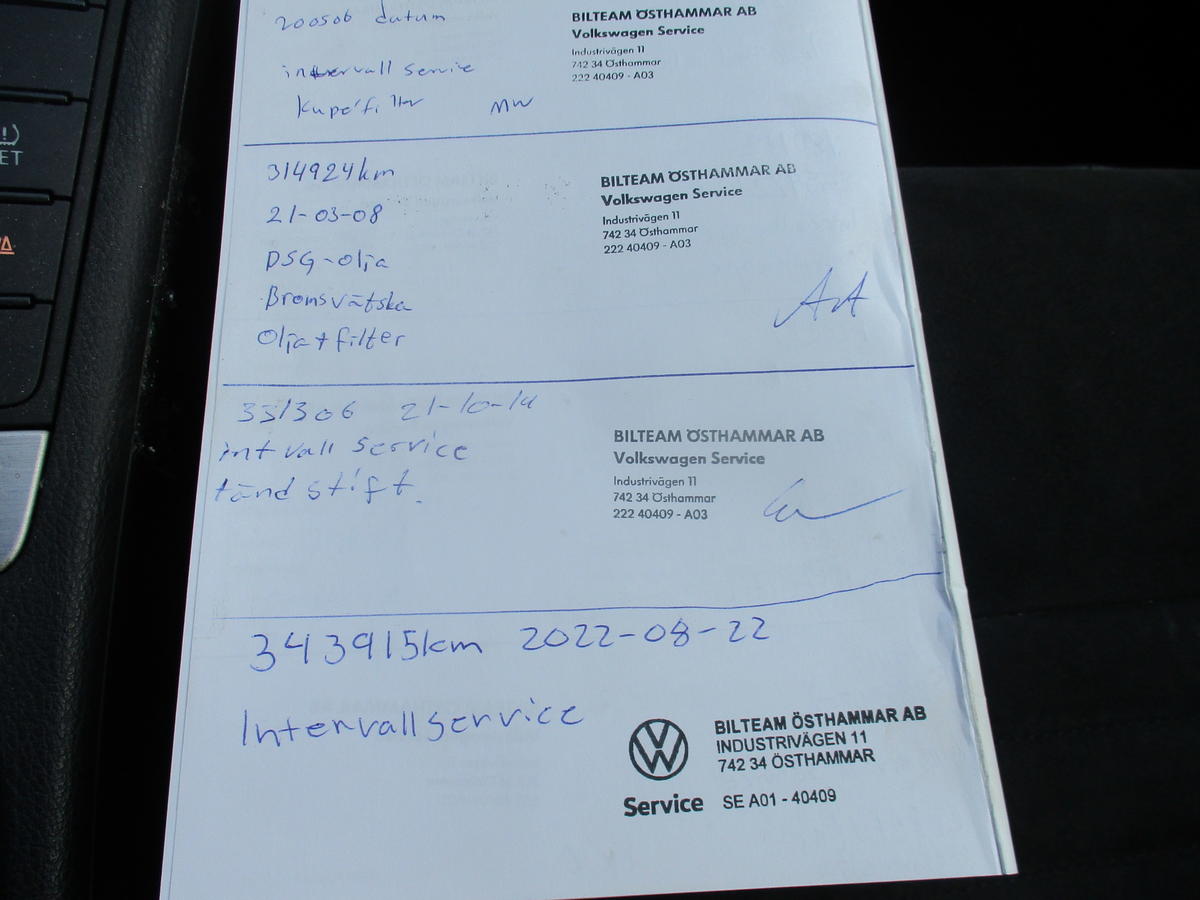 200506 datum
intervall service
Kupéfilter MW
BILTEAM ÖSTHAMMAR AB
Volkswagen Service
Industrivägen 11
742 34 Östhammar
222 40409 - A03
314924km
21-03-08
DSG-olja
Bromsvätska
Olja + filter
BILTEAM ÖSTHAMMAR AB
Volkswagen Service
Industrivägen 11
742 34 Östhammar
222 40409 - A03
331306 21-10-14
intvall service
tändstift.
BILTEAM ÖSTHAMMAR AB
Volkswagen Service
Industrivägen 11
742 34 Östhammar
222 40409 - A03
343915km 2022-08-22
Intervallservice
BILTEAM ÖSTHAMMAR AB
INDUSTRIVÄGEN 11
742 34 ÖSTHAMMAR
Service SE A01 - 40409